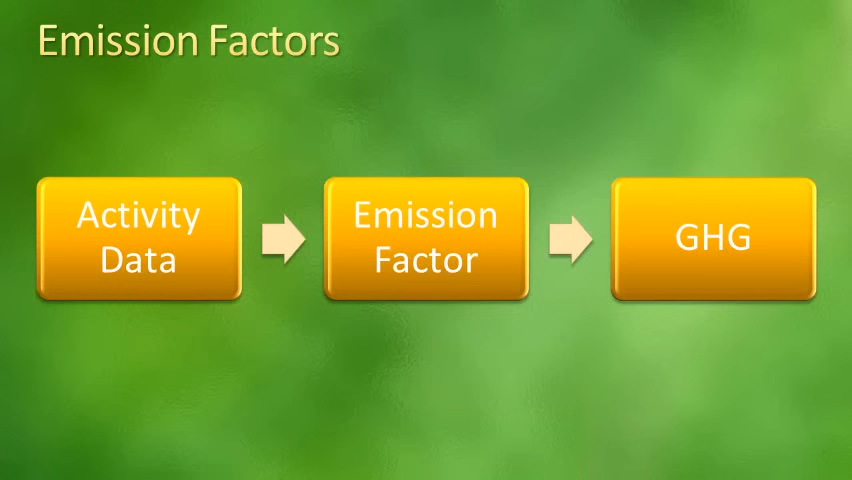 Emission Factors
Activity
Data
Emission
Factor
GHG